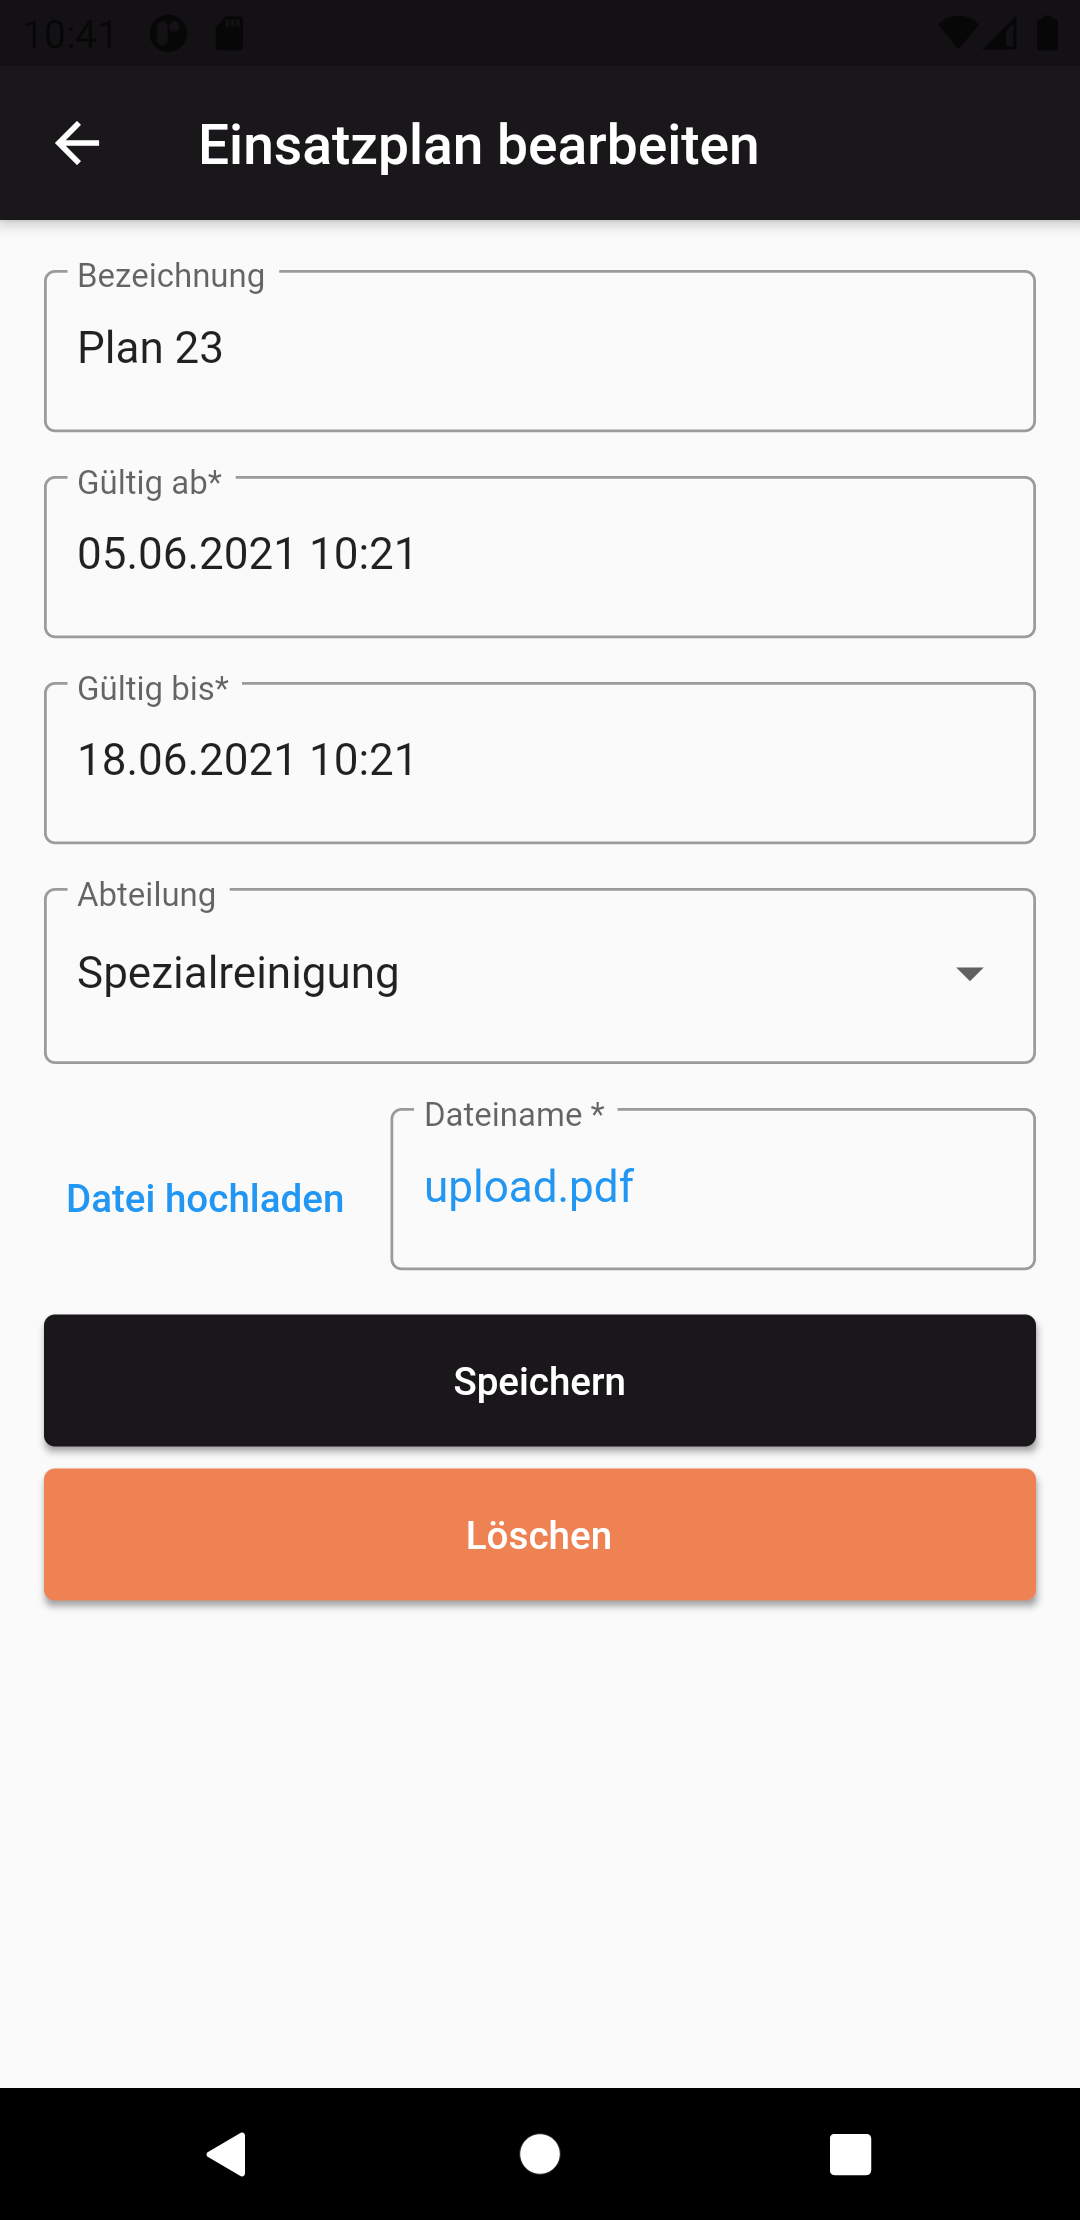 10:41
Einsatzplan bearbeiten
Bezeichnung
Plan 23
Gültig ab*
05.06.2021 10:21
Gültig bis*
18.06.2021 10:21
Abteilung
Spezialreinigung
Dateiname *
Datei hochladen
upload.pdf
Speichern
Löschen